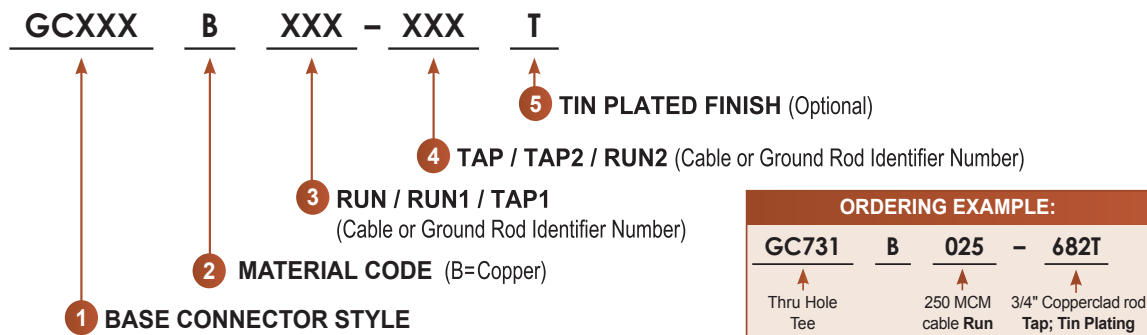 GCXXX B XXX – XXX T
5 TIN PLATED FINISH (Optional)
4 TAP / TAP2 / RUN2 (Cable or Ground Rod Identifier Number)
3 RUN / RUN1 / TAP1
(Cable or Ground Rod Identifier Number)
2 MATERIAL CODE (B=Copper)
1 BASE CONNECTOR STYLE
ORDERING EXAMPLE:
GC731 B 025 – 682T
Thru Hole 250 MCM 3/4" Copperclad rod
Tee cable Run Tap; Tin Plating